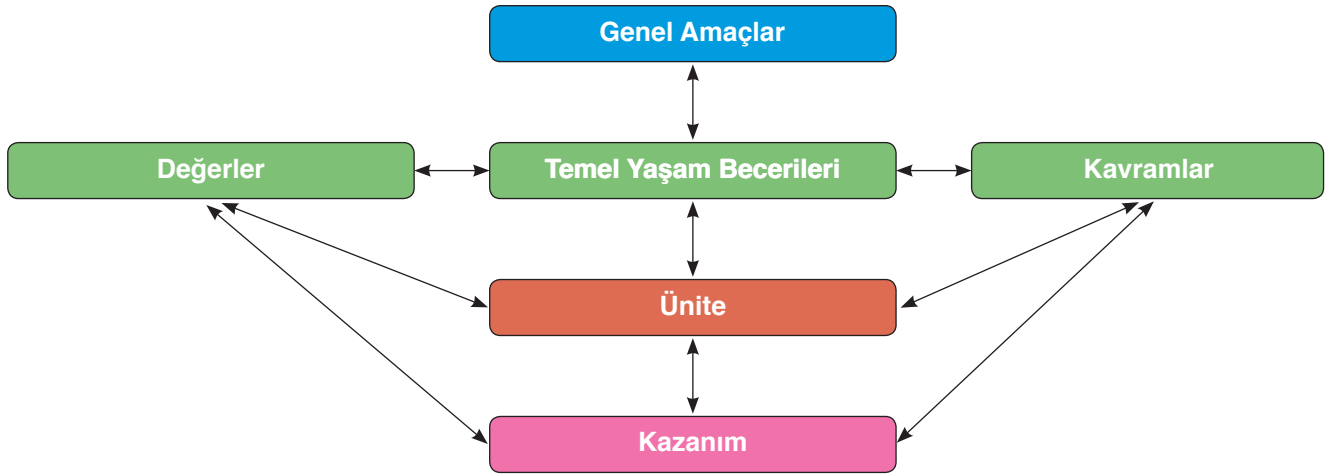 Genel Amaçlar
Değerler
Temel Yaşam Becerileri
Kavramlar
Ünite
Kazanım